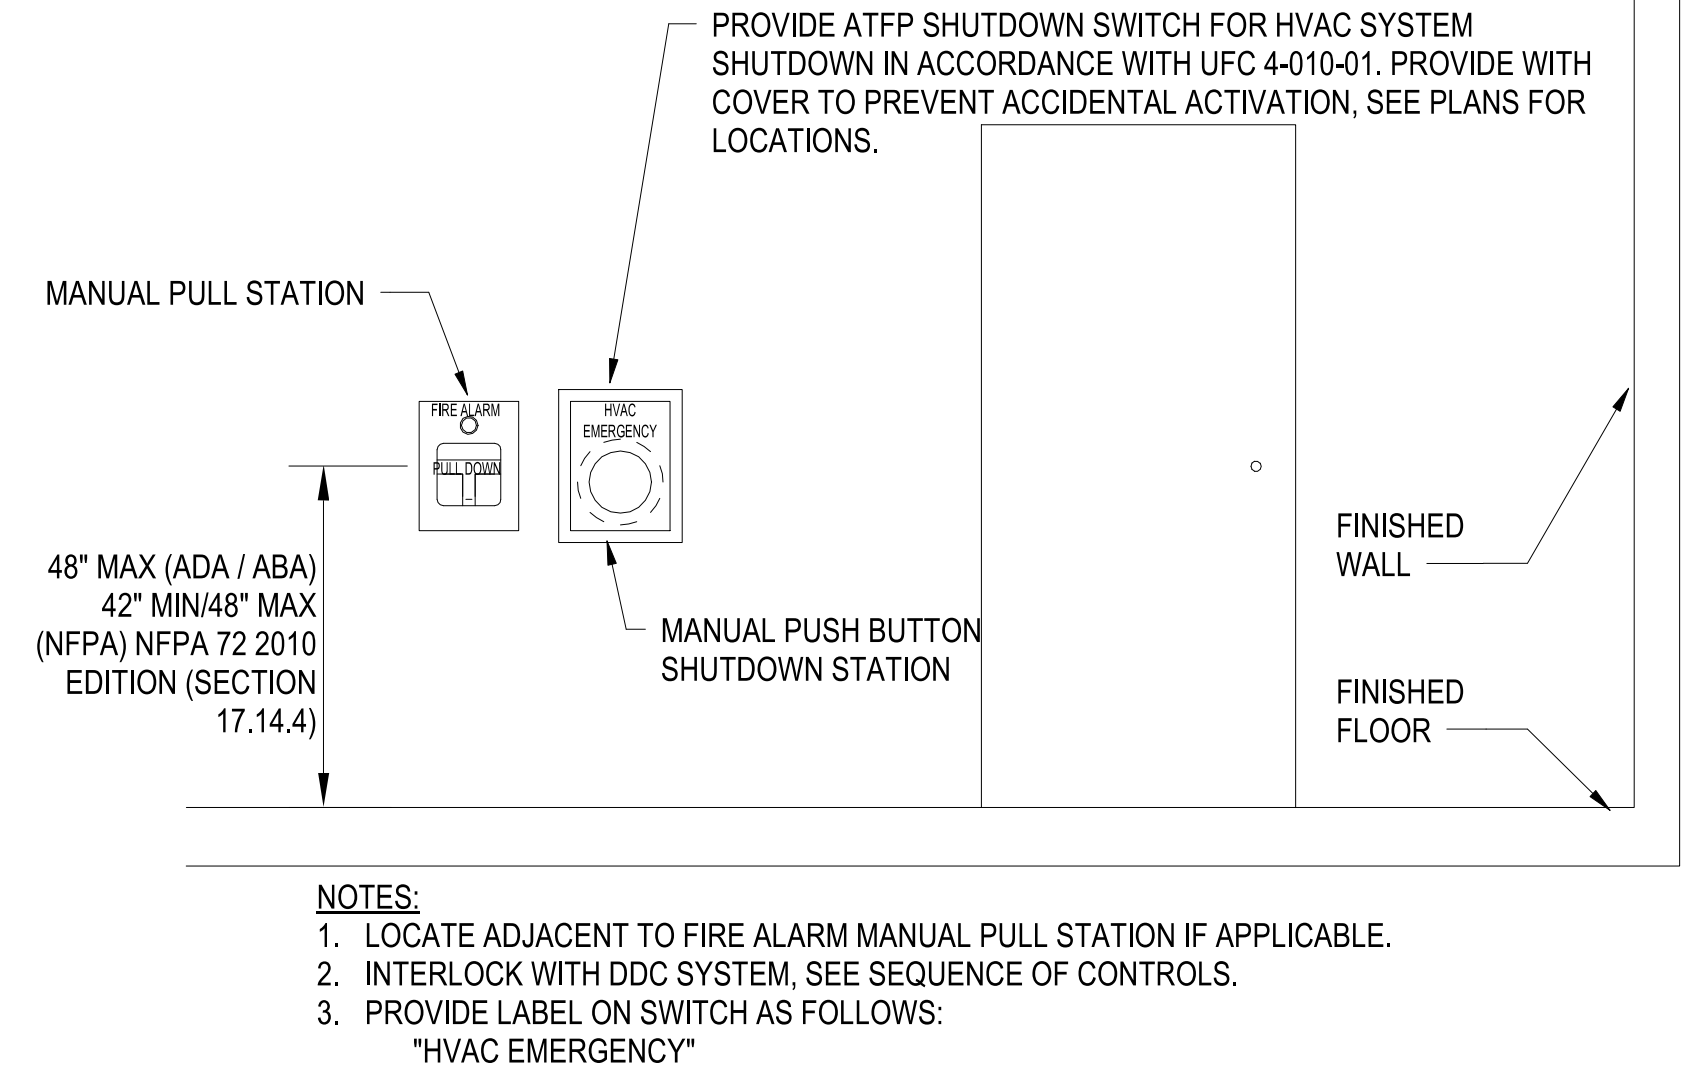 PROVIDE ATFP SHUTDOWN SWITCH FOR HVAC SYSTEM
SHUTDOWN IN ACCORDANCE WITH UFC 4-010-01. PROVIDE WITH
COVER TO PREVENT ACCIDENTAL ACTIVATION, SEE PLANS FOR
LOCATIONS.
MANUAL PULL STATION
FIRE ALARM
PULL DOWN
HVAC
EMERGENCY
48" MAX (ADA / ABA)
42" MIN/48" MAX
(NFPA) NFPA 72 2010
EDITION (SECTION
17.14.4)
MANUAL PUSH BUTTON
SHUTDOWN STATION
FINISHED
WALL
FINISHED
FLOOR
NOTES:
1. LOCATE ADJACENT TO FIRE ALARM MANUAL PULL STATION IF APPLICABLE.
2. INTERLOCK WITH DDC SYSTEM, SEE SEQUENCE OF CONTROLS.
3. PROVIDE LABEL ON SWITCH AS FOLLOWS:
"HVAC EMERGENCY"